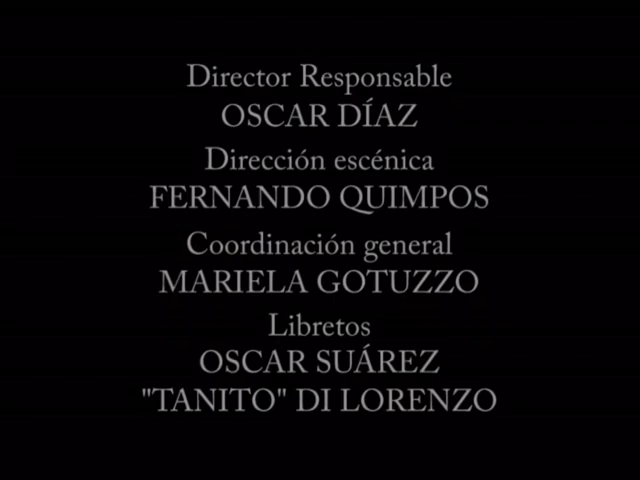 Director Responsable
OSCAR DÍAZ
Dirección escénica
FERNANDO QUIMPOS
Coordinación general
MARIELA GOTUZZO
Libretos
OSCAR SUÁREZ
"TANITO" DI LORENZO